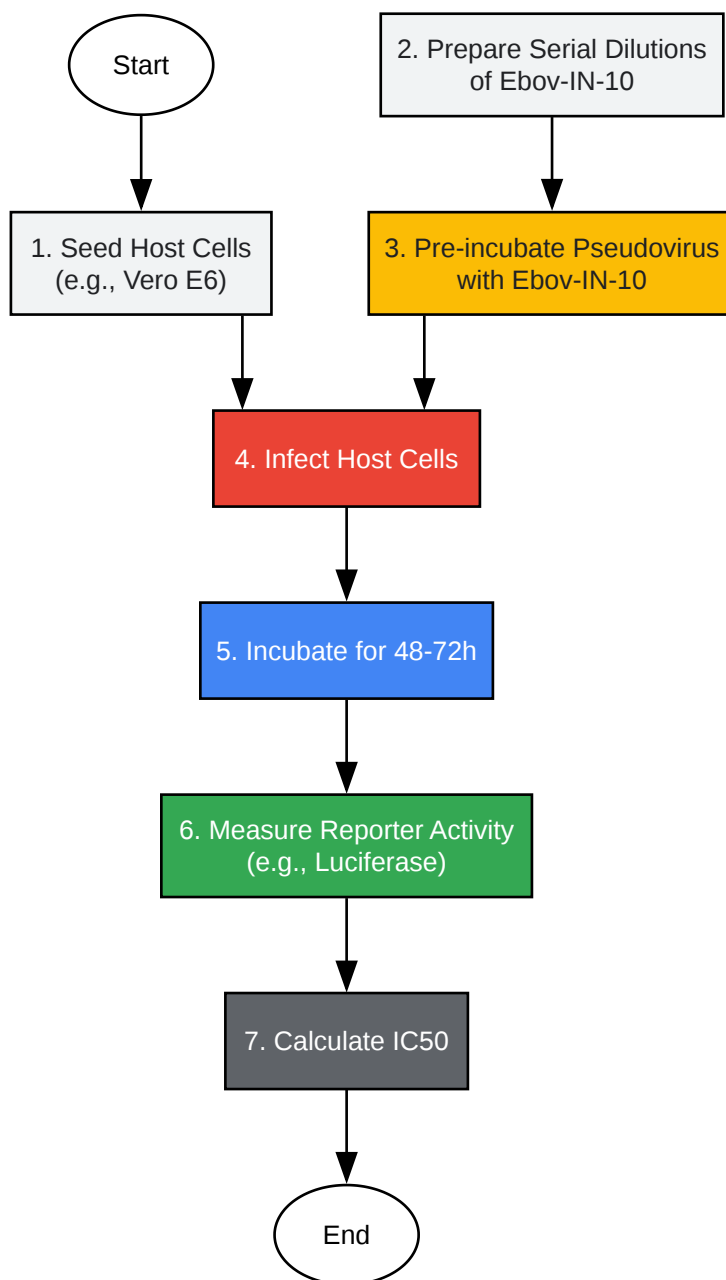 Start
2. Prepare Serial Dilutions
of Ebov-IN-10
1. Seed Host Cells
(e.g., Vero E6)
3. Pre-incubate Pseudovirus
with Ebov-IN-10
4. Infect Host Cells
5. Incubate for 48-72h
6. Measure Reporter Activity
(e.g., Luciferase)
7. Calculate IC50
End